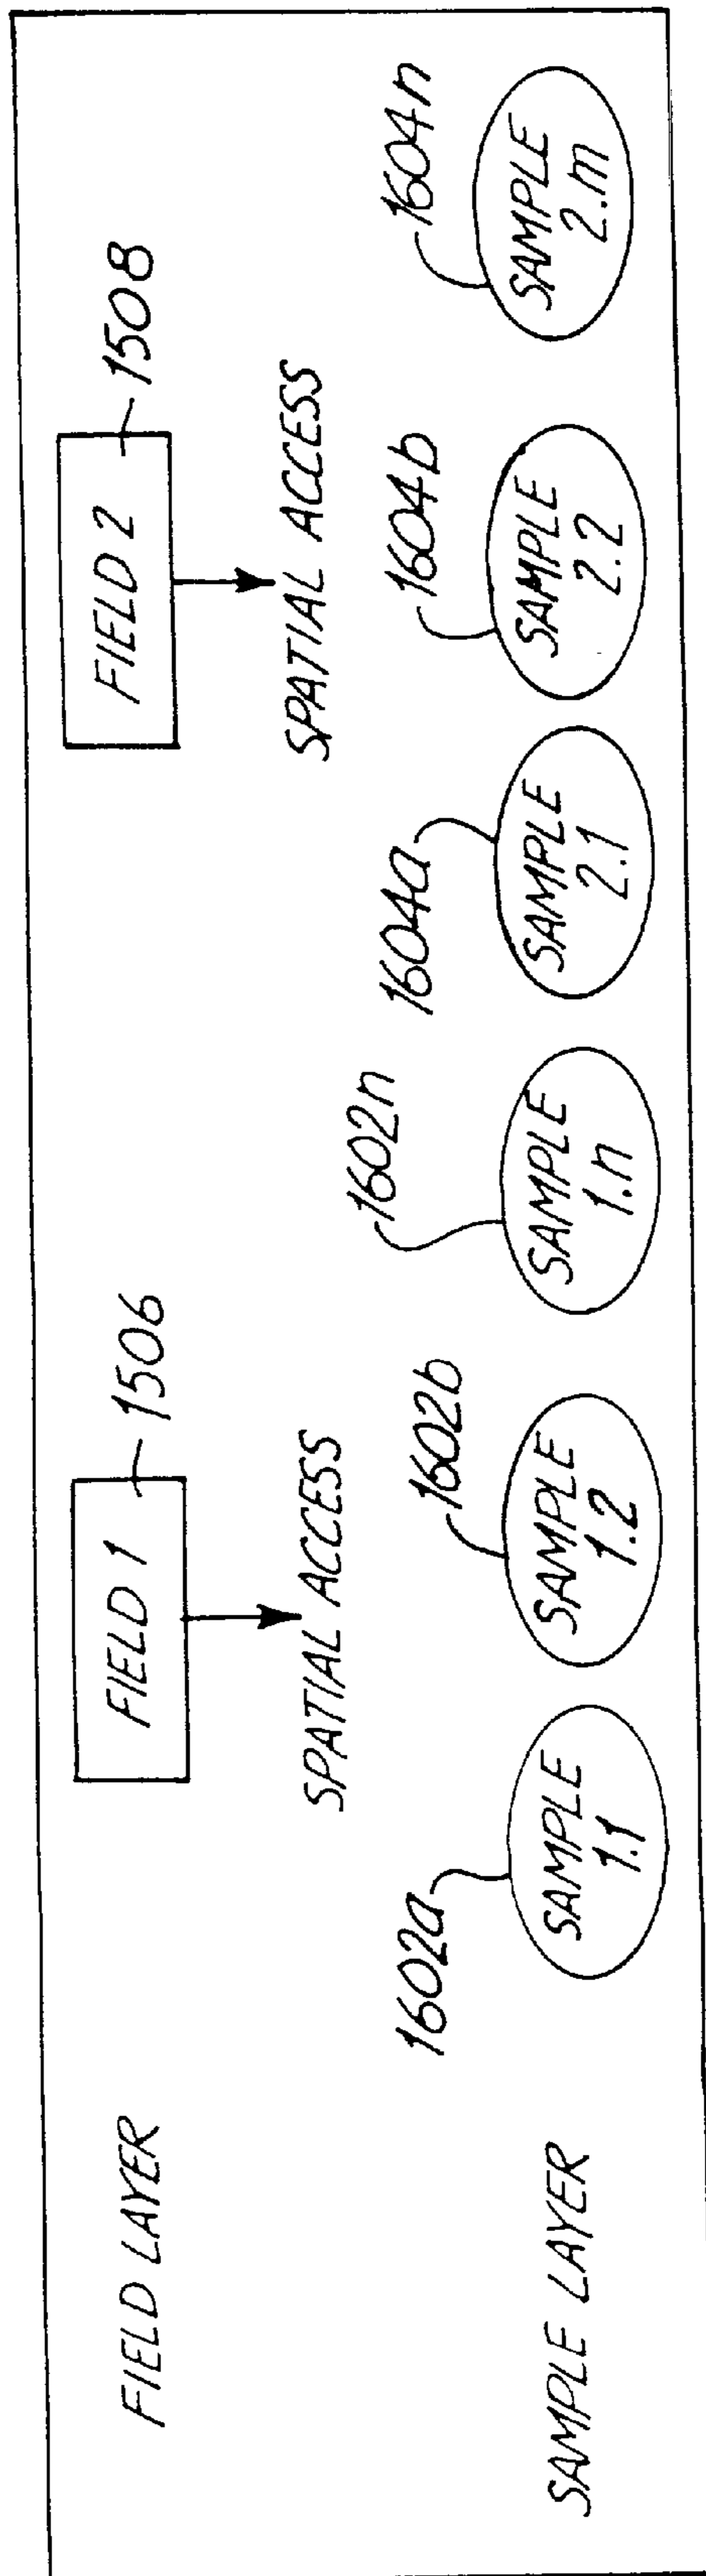 FIELD LAYER
FIELD 1
1506
FIELD 2
1508
SPATIAL ACCESS
SPATIAL ACCESS
1602a
1602b
1602n
1604a
1604b
1604n
SAMPLE LAYER
SAMPLE
1.1
SAMPLE
1.2
SAMPLE
1.n
SAMPLE
2.1
SAMPLE
2.2
SAMPLE
2.m